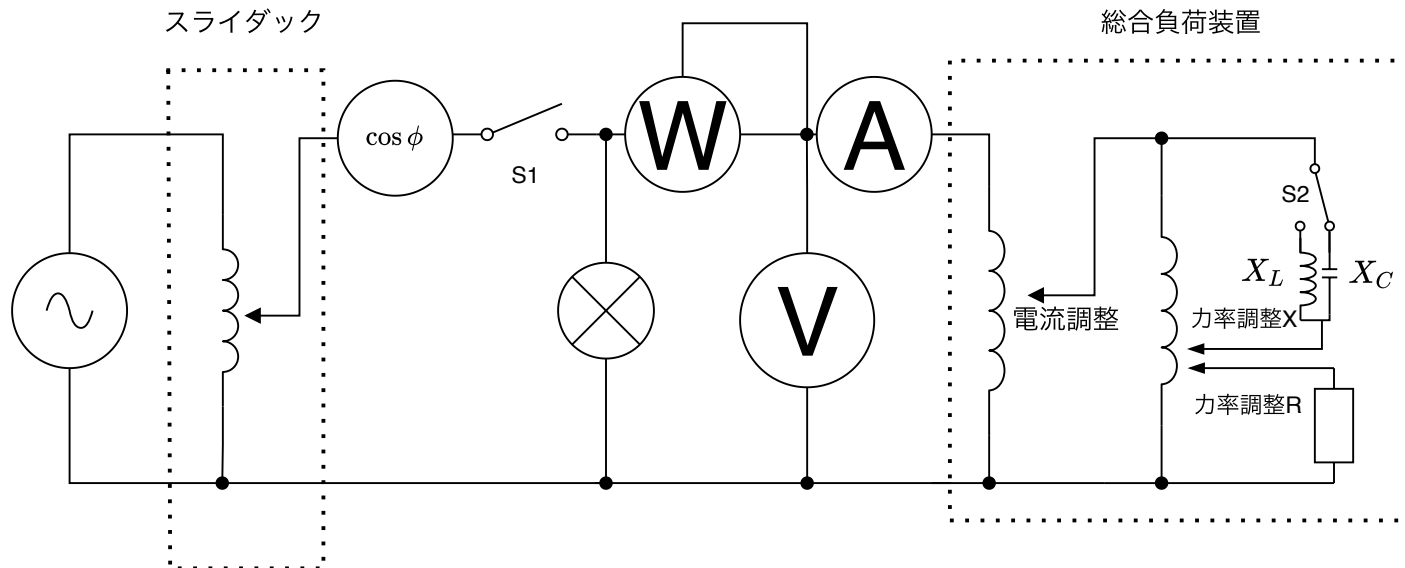 スライダック
総合負荷装置
cos ϕ
S1
W
A
V
S2
X_L
X_C
電流調整
力率調整X
力率調整R